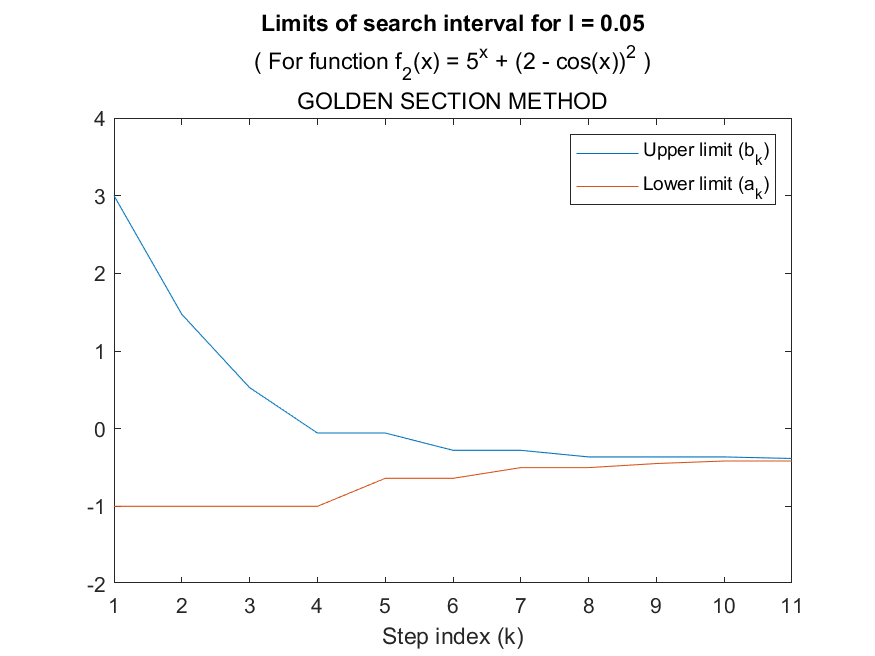 Limits of search interval for l = 0.05
( For function f₂(x) = 5ˣ + (2 - cos(x))² )
GOLDEN SECTION METHOD
Upper limit (bₖ)
Lower limit (aₖ)
4
3
2
1
0
-1
-2
1 2 3 4 5 6 7 8 9 10 11
Step index (k)